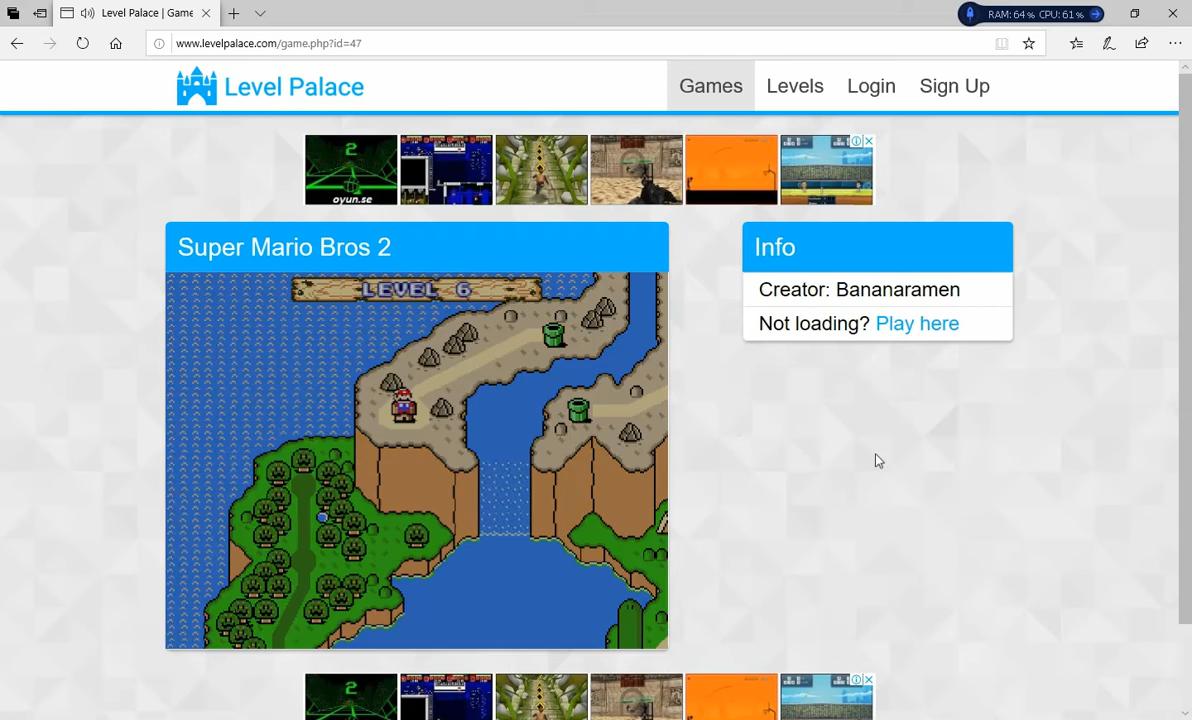 Level Palace | Game
RAM: 64% CPU: 61%
www.levelpalace.com/game.php?id=47
Level Palace
Games
Levels
Login
Sign Up
2
oyun.se
Super Mario Bros 2
LEVEL 6
Info
Creator: Bananaramen
Not loading? Play here
2